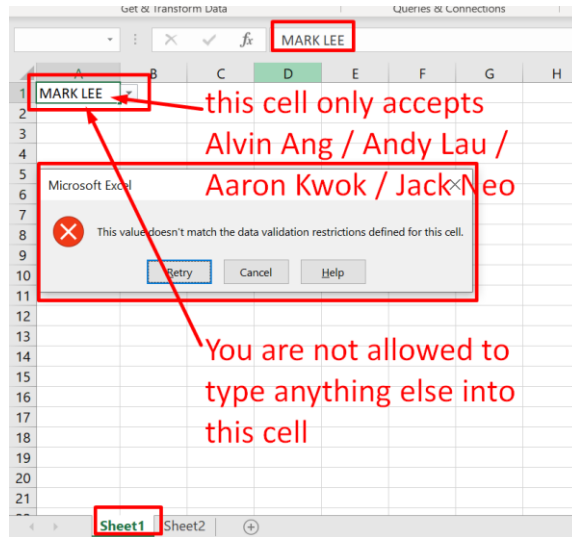 Get & Transform Data Queries & Connections
fx MARK LEE
A B C D E F G H
1 MARK LEE
this cell only accepts
2
3
Alvin Ang / Andy Lau /
4
5
Microsoft Excel
Aaron Kwok / Jack Neo
6
7
8
This value doesn't match the data validation restrictions defined for this cell.
9
10
Retry Cancel Help
11
12
13
You are not allowed to
14
15
type anything else into
16
17
this cell
18
19
20
21
Sheet1 Sheet2